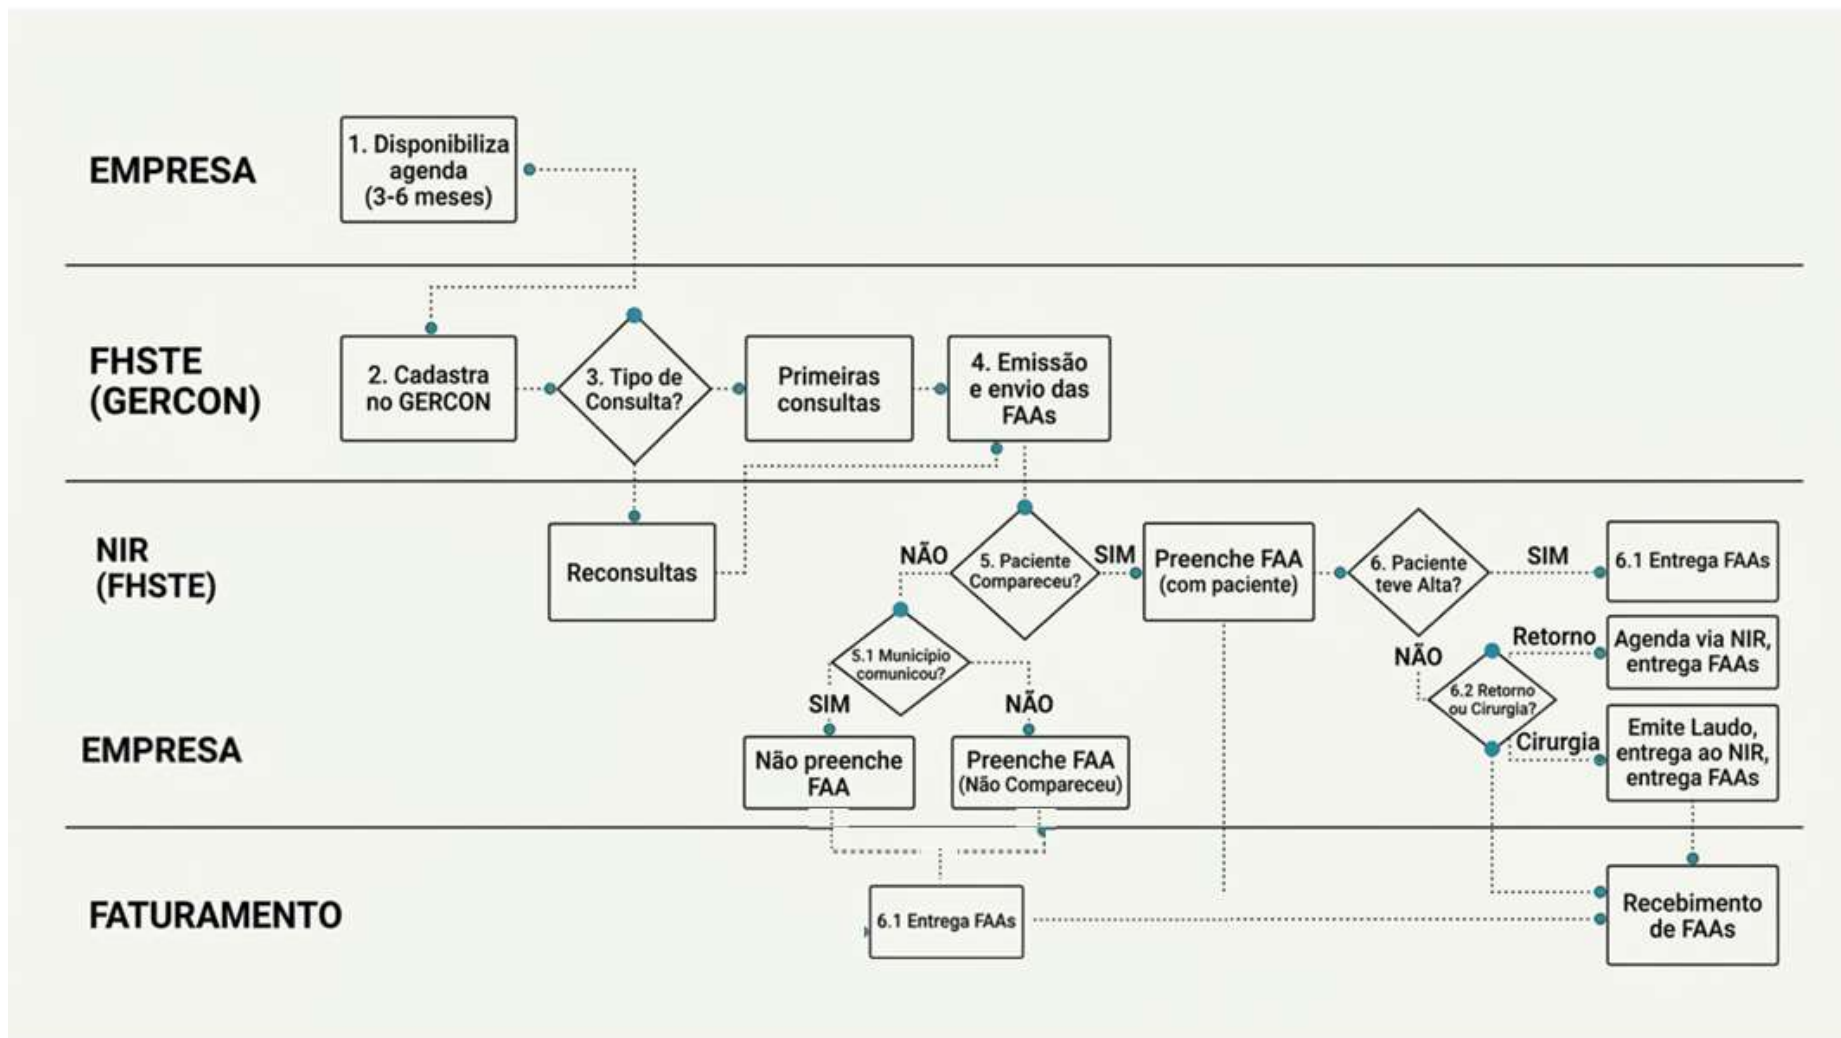 EMPRESA
1. Disponibiliza
agenda
(3-6 meses)
FHSTE
(GERCON)
2. Cadastra
no GERCON
3. Tipo de
Consulta?
Primeiras
consultas
4. Emissão
e envio das
FAAs
NIR
(FHSTE)
Reconsultas
NÃO
5. Paciente
Compareceu?
SIM
Preenche FAA
(com paciente)
6. Paciente
teve Alta?
SIM
6.1 Entrega FAAs
5.1 Município
comunicou?
SIM
NÃO
NÃO
6.2 Retorno
ou Cirurgia?
Retorno
Agenda via NIR,
entrega FAAs
Cirurgia
Emite Laudo,
entrega ao NIR,
entrega FAAs
EMPRESA
Não preenche
FAA
Preenche FAA
(Não Compareceu)
FATURAMENTO
6.1 Entrega FAAs
Recebimento
de FAAs